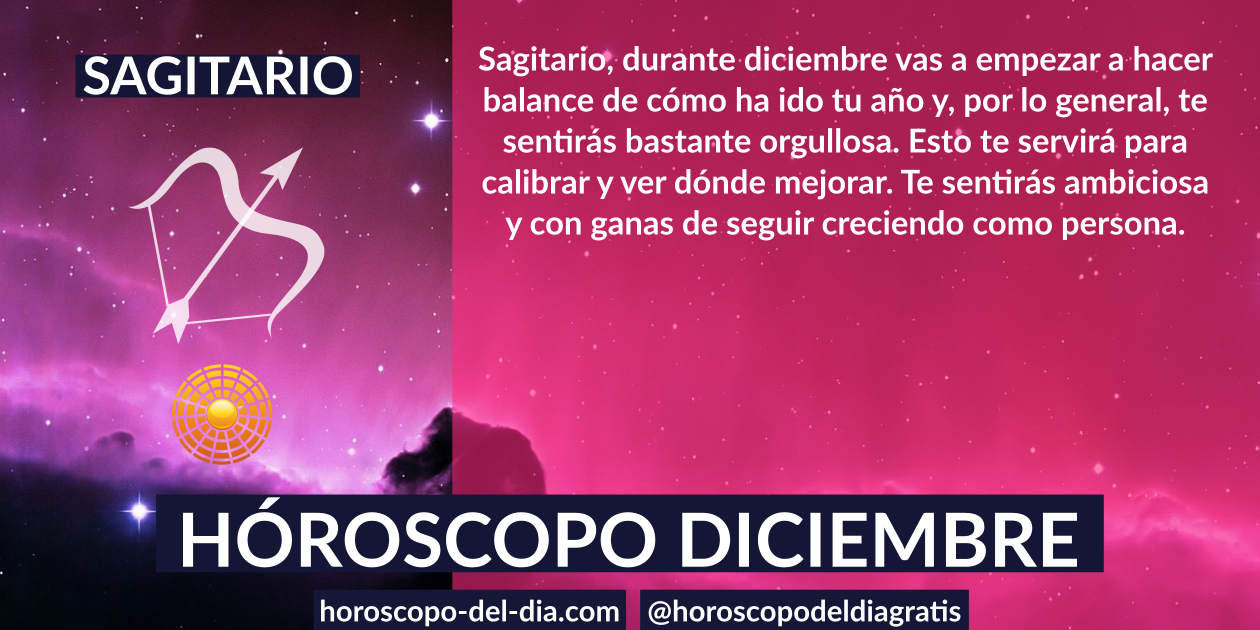 SAGITARIO
Sagitario, durante diciembre vas a empezar a hacer
balance de cómo ha ido tu año y, por lo general, te
sentirás bastante orgullosa. Esto te servirá para
calibrar y ver dónde mejorar. Te sentirás ambiciosa
y con ganas de seguir creciendo como persona.
HÓROSCOPO DICIEMBRE
horoscopo-del-dia.com
@horoscopodeldiagratis